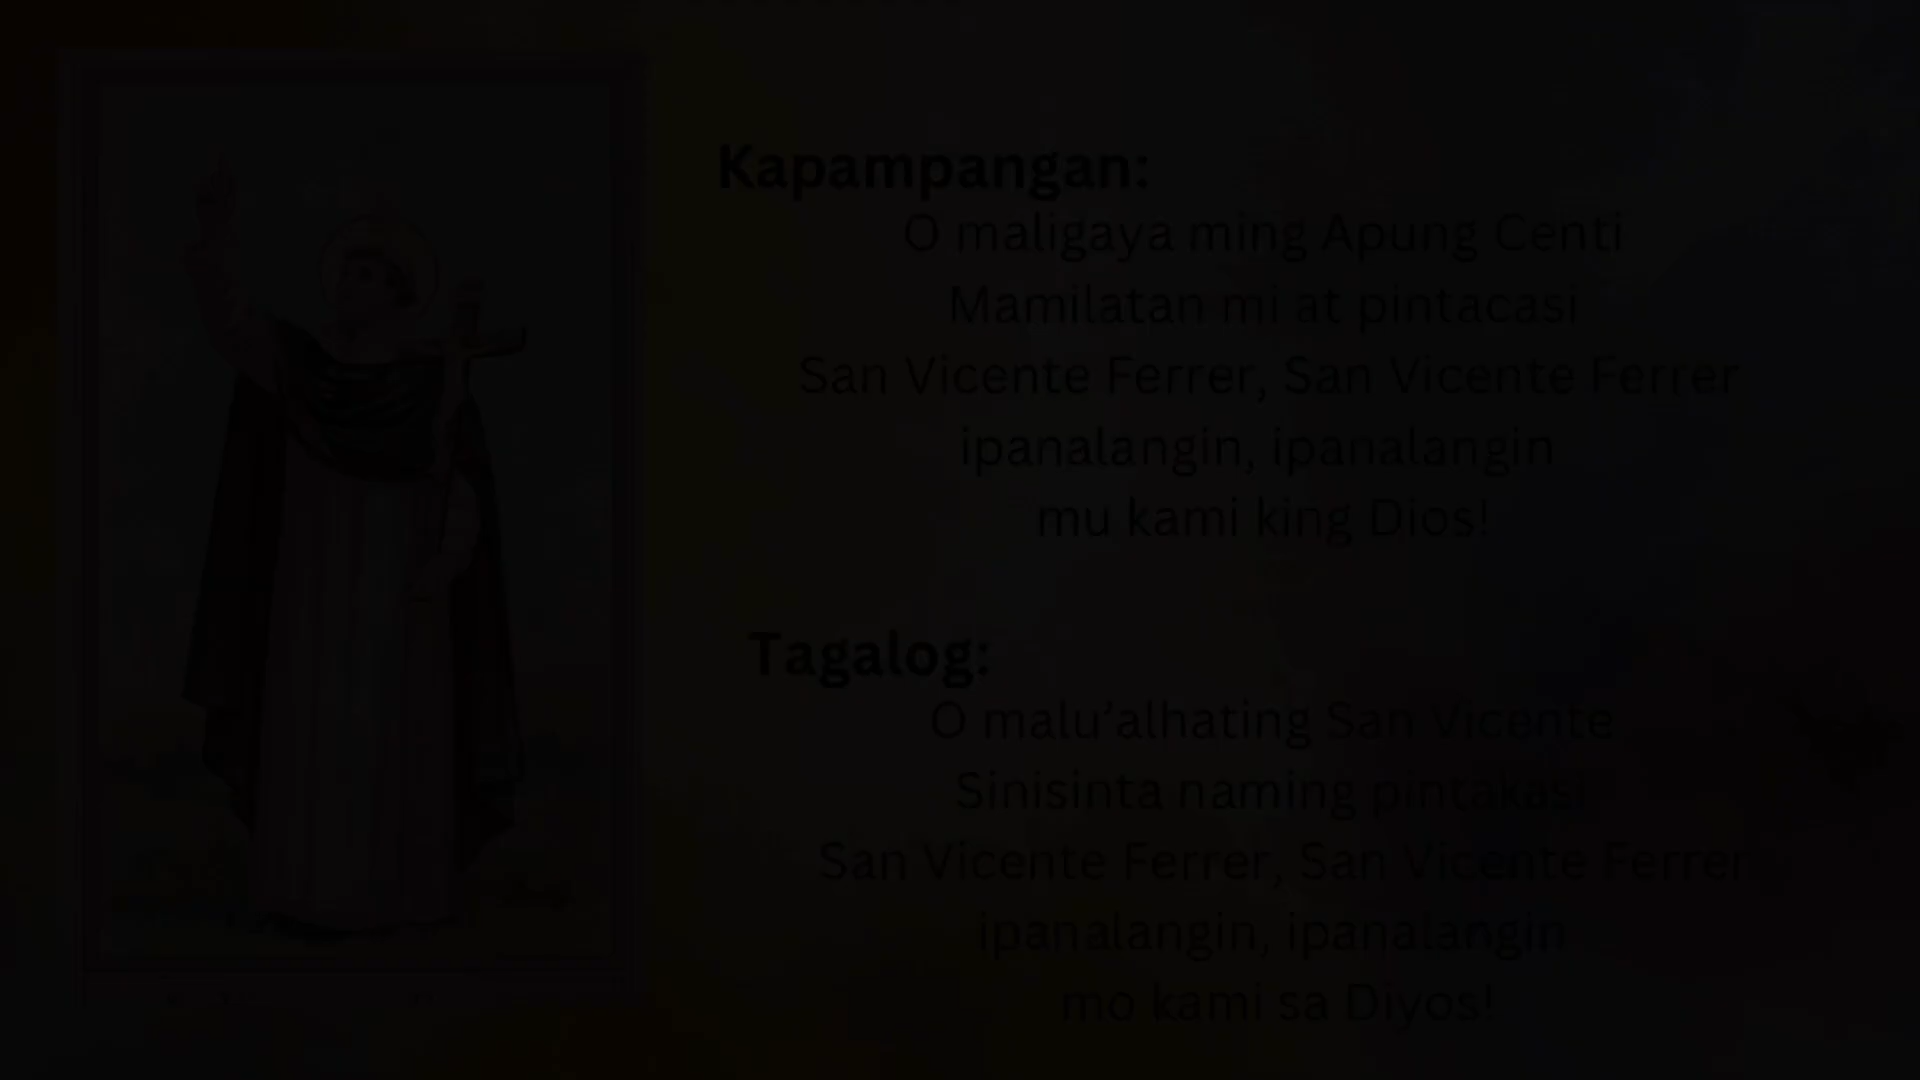 Kapampangan:
O maligaya ming Apung Centi
Mamilatan mi at pintacasi
San Vicente Ferrer, San Vicente Ferrer
ipanalangin, ipanalangin
mu kami king Dios!
Tagalog:
O malu’alhating San Vicente
Sinisinta naming pintakasi
San Vicente Ferrer, San Vicente Ferrer
ipanalangin, ipanalangin
mo kami sa Diyos!